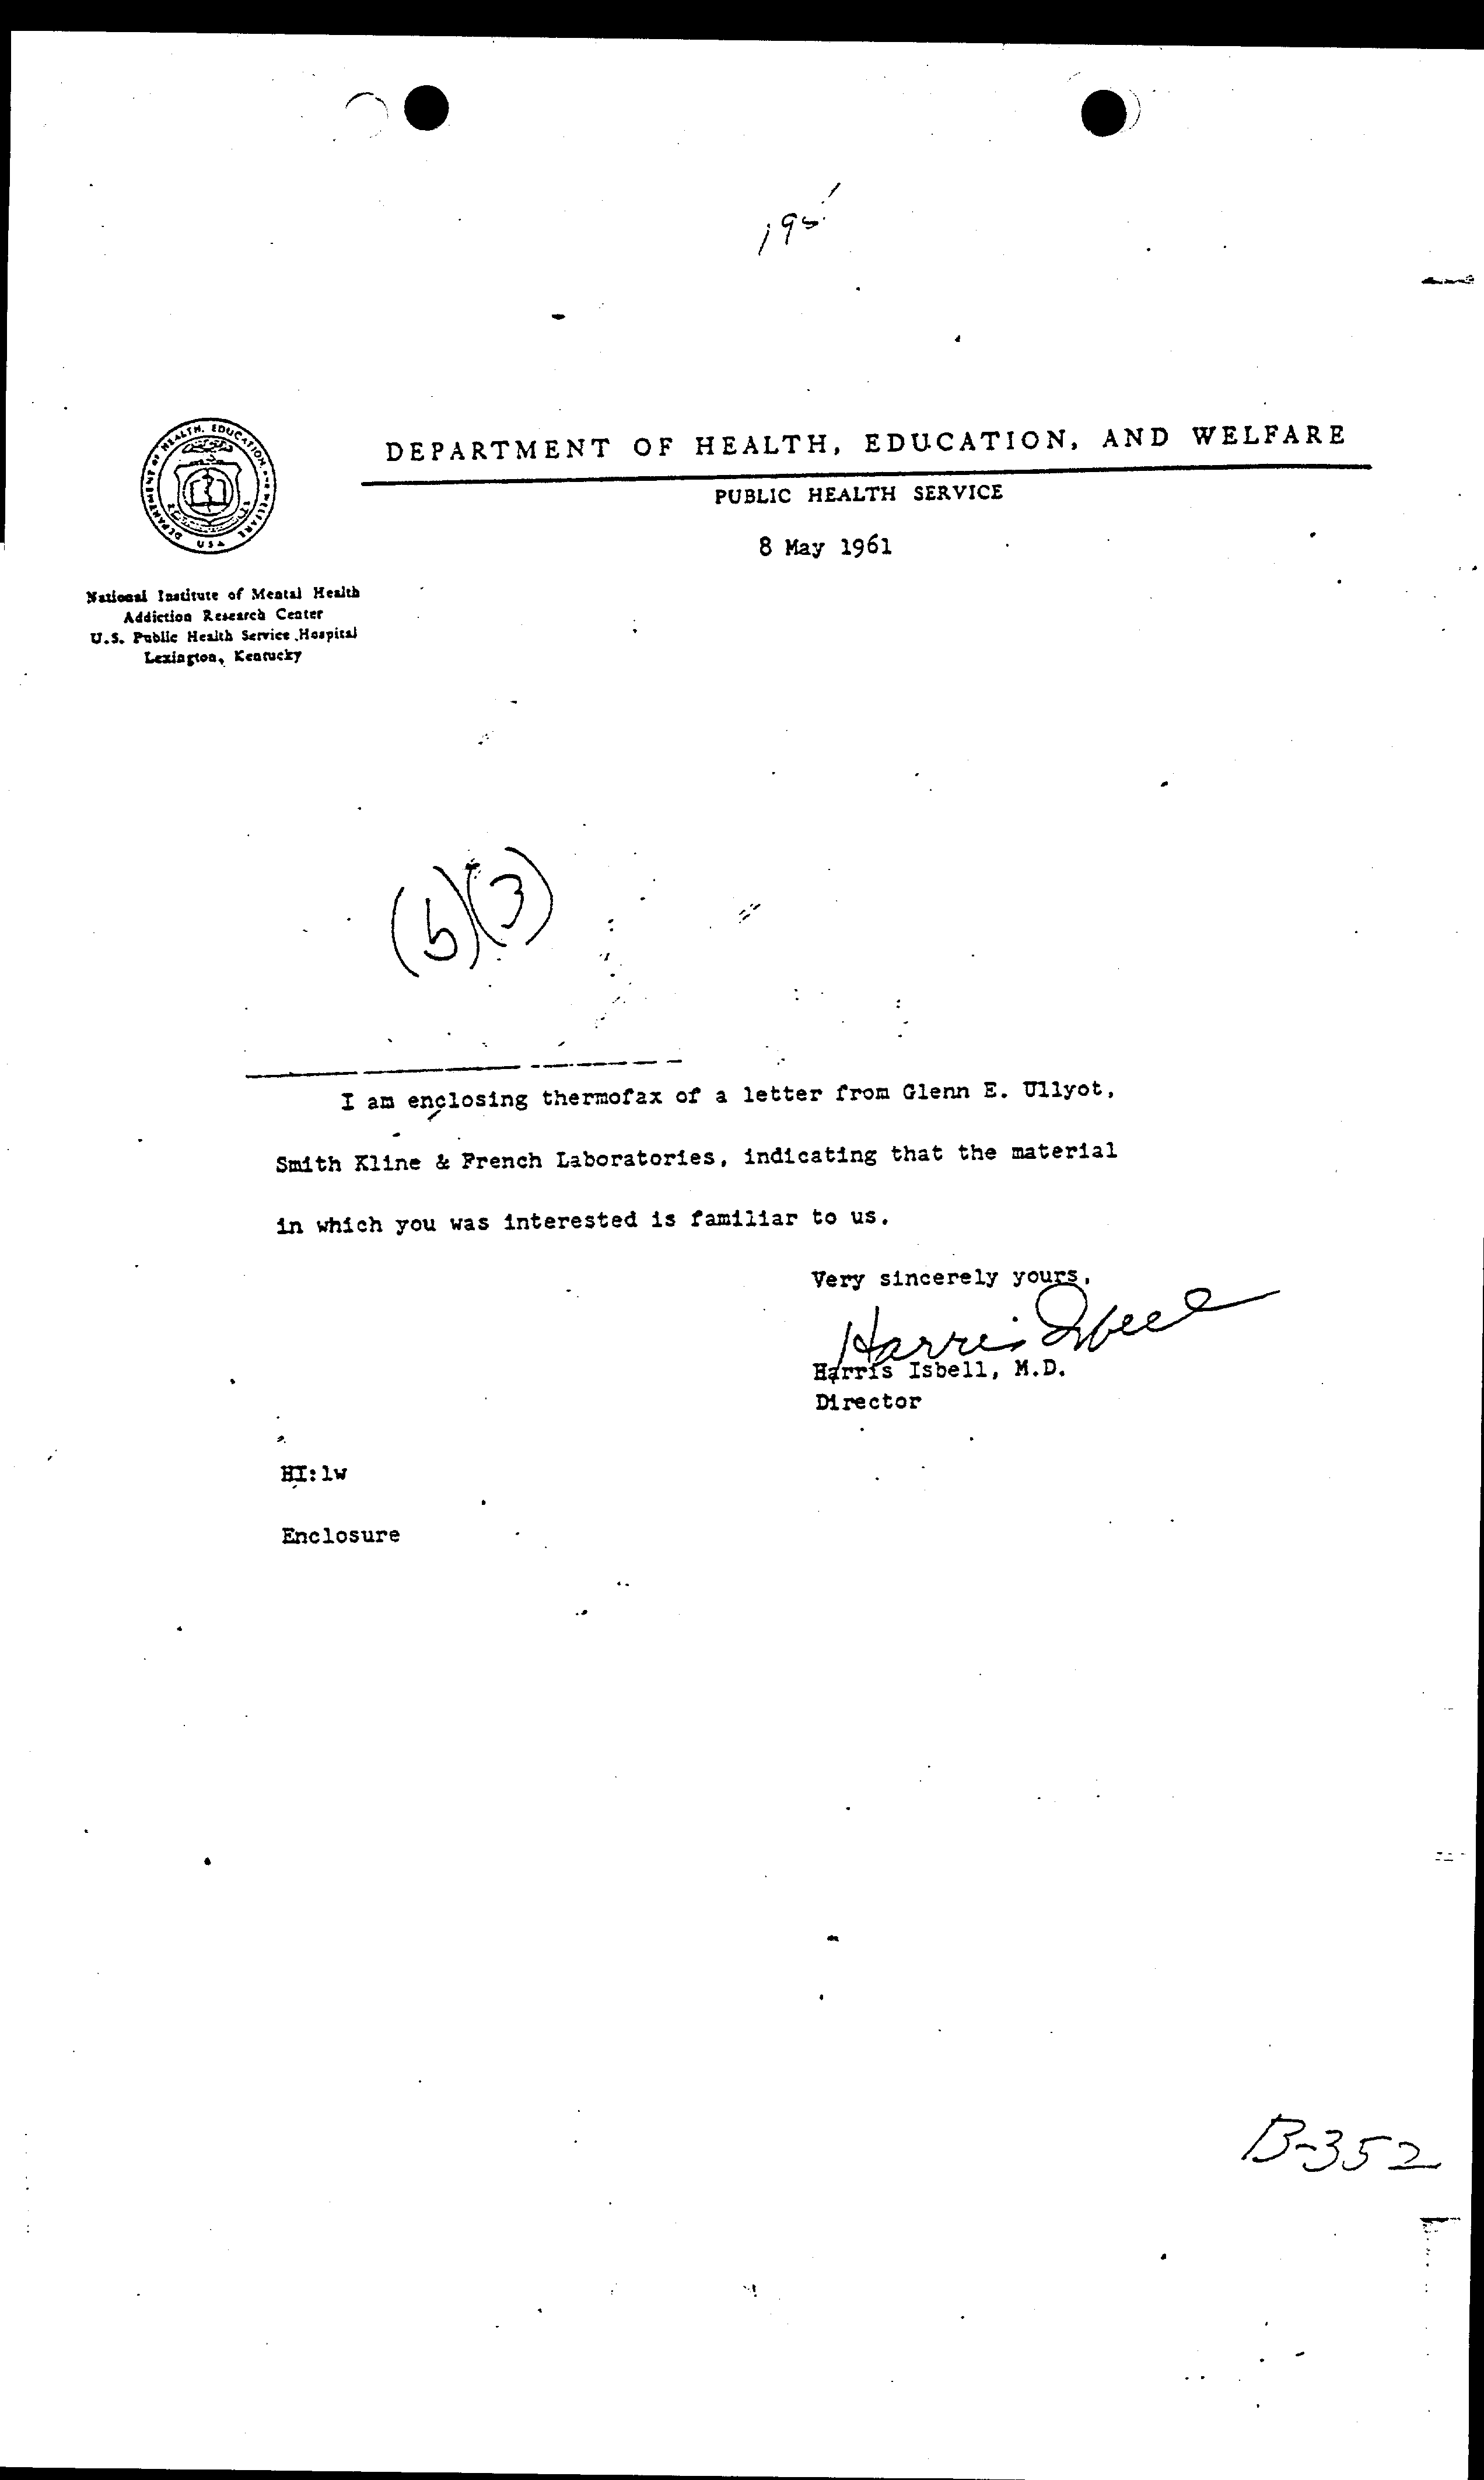 DEPARTMENT OF HEALTH, EDUCATION, AND WELFARE
PUBLIC HEALTH SERVICE
8 May 1961
DEPARTMENT OF HEALTH, EDUCATION, AND WELFARE
USA
National Institute of Mental Health
Addiction Research Center
U.S. Public Health Service Hospital
Lexington, Kentucky
(b)(3)
I am enclosing thermofax of a letter from Glenn E. Ullyot,
Smith Kline & French Laboratories, indicating that the material
in which you was interested is familiar to us.
Very sincerely yours,
Harris Isbell
Harris Isbell, M.D.
Director
HI:lw
Enclosure
B-352